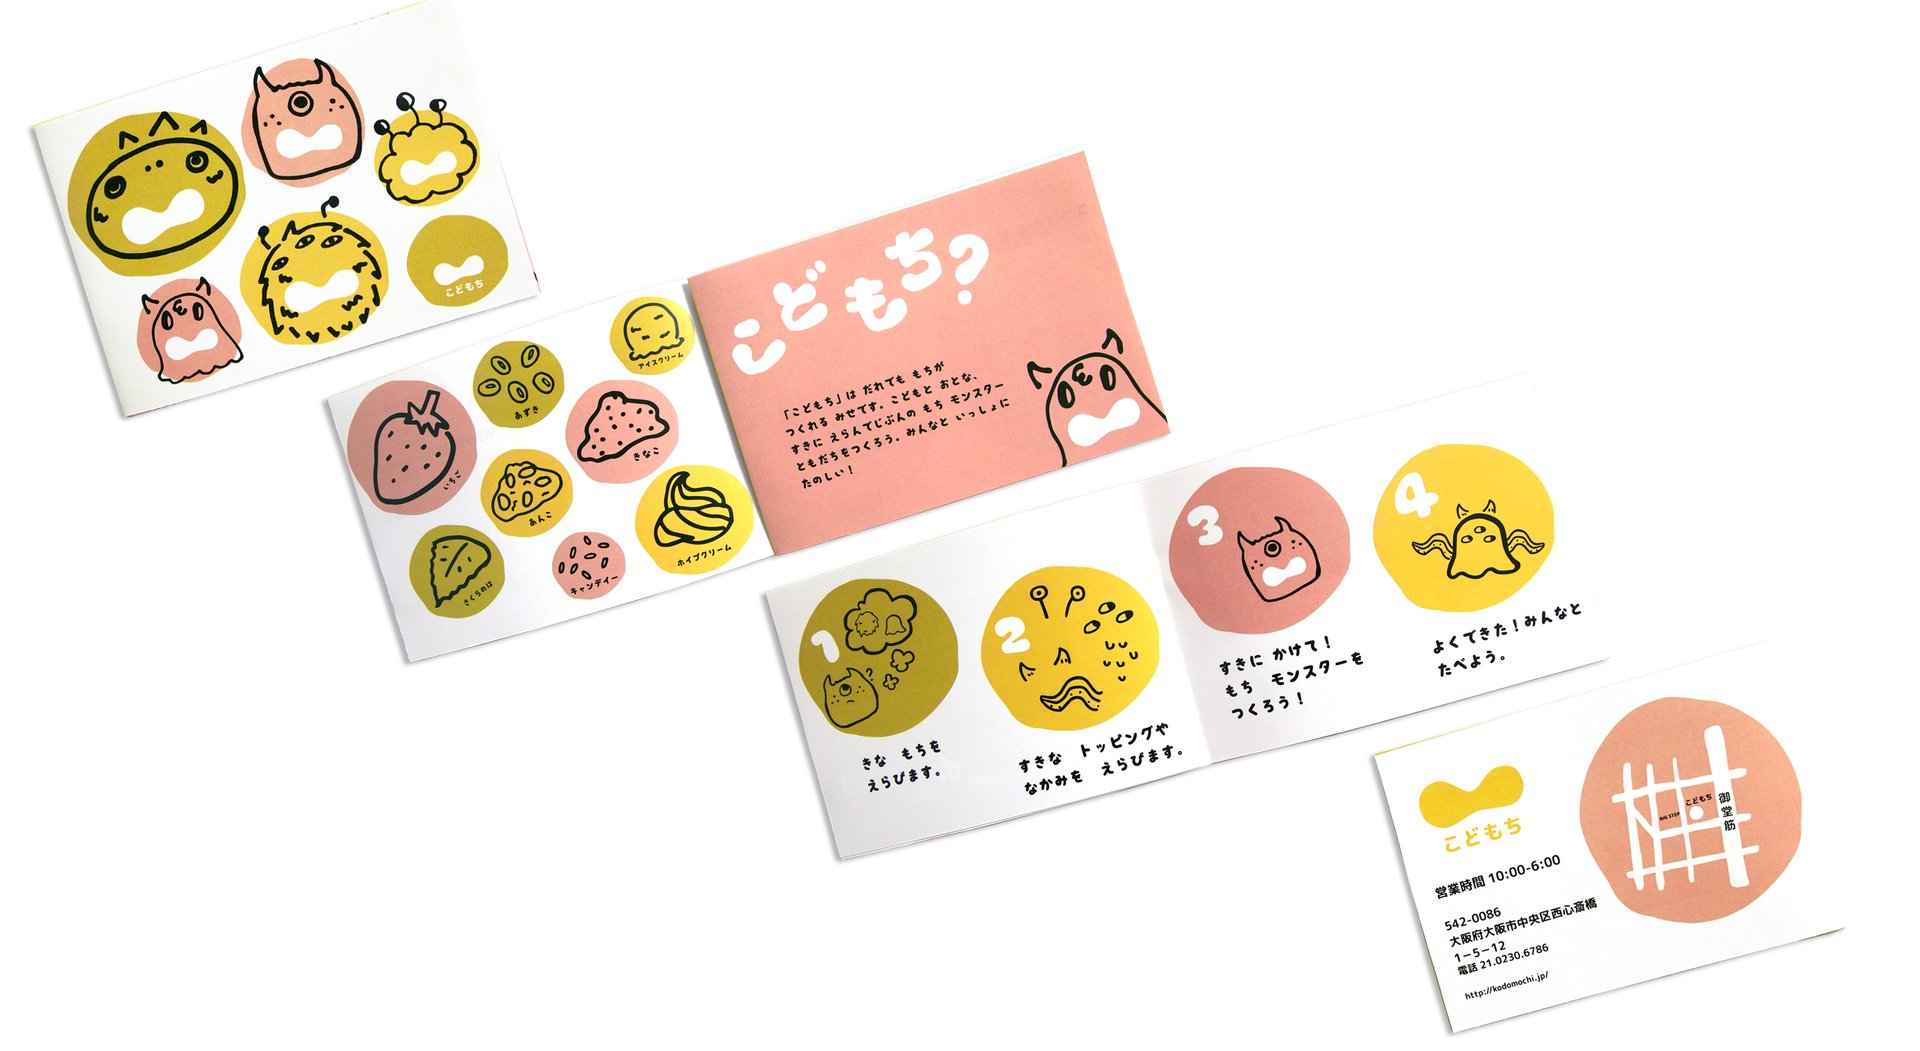 こどもち
いちご
あずき
アイスクリーム
きなこ
あんこ
さくらのは
キャンディー
ホイップクリーム
こどもち?
「こどもち」は だれでも もちが
つくれる みせです。こどもと おとな、
すきに えらんでじぶんの もち モンスター
ともだちをつくろう。みんなと いっしょに
たのしい!
1
きな もちを
えらびます。
2
すきな トッピングや
なかみを えらびます。
3
すきに かけて!
もち モンスターを
つくろう!
4
よくできた!みんなと
たべよう。
こどもち
営業時間 10:00-6:00
542-0086
大阪府大阪市中央区西心斎橋
1-5-12
電話 21.0230.6786
http://kodomochi.jp/
BIG STEP
こどもち
御堂筋